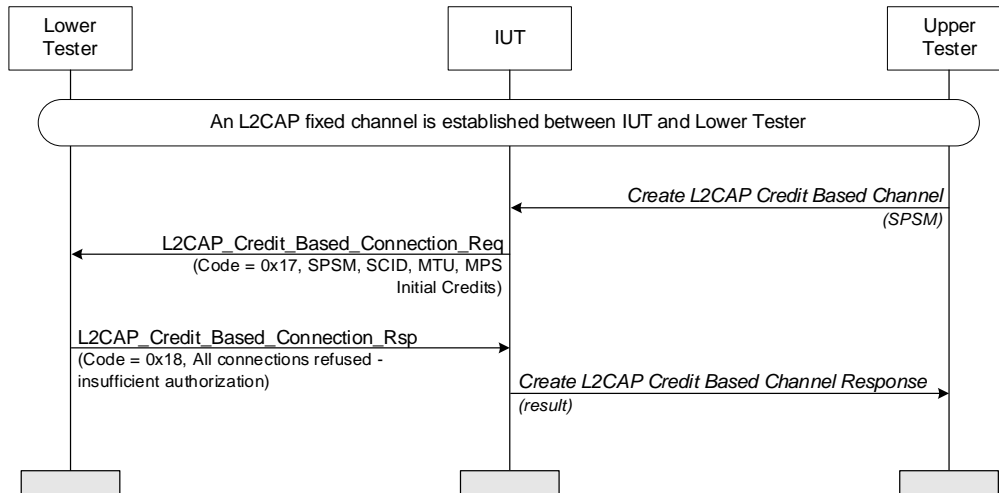 Lower
Tester
IUT
Upper
Tester
An L2CAP fixed channel is established between IUT and Lower Tester
Create L2CAP Credit Based Channel
(SPSM)
L2CAP_Credit_Based_Connection_Req
(Code = 0x17, SPSM, SCID, MTU, MPS
Initial Credits)
L2CAP_Credit_Based_Connection_Rsp
(Code = 0x18, All connections refused -
insufficient authorization)
Create L2CAP Credit Based Channel Response
(result)